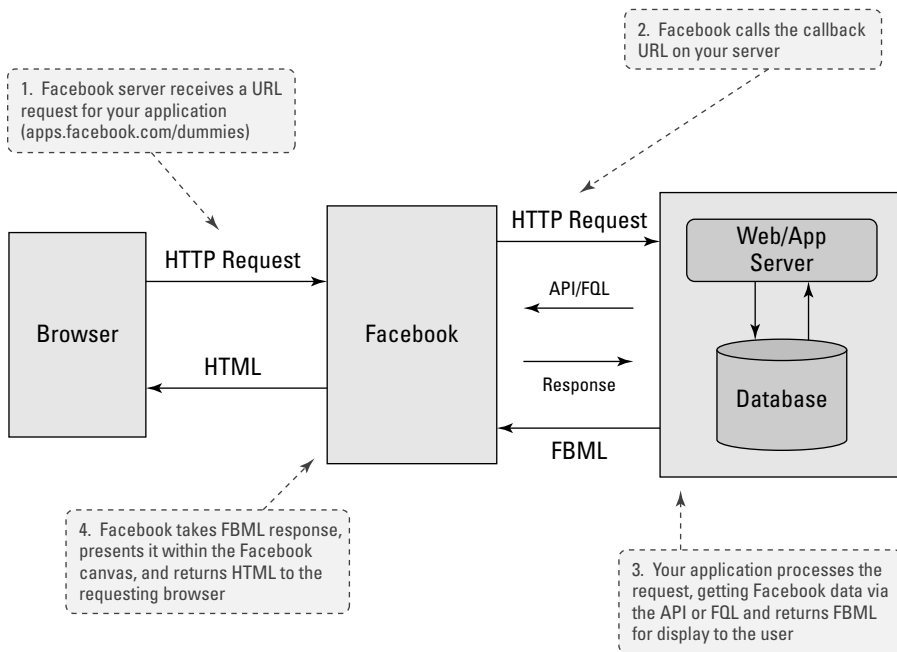 2. Facebook calls the callback
URL on your server
1. Facebook server receives a URL
request for your application
(apps.facebook.com/dummies)
HTTP Request
Web/App
Server
HTTP Request
API/FQL
Browser
Facebook
HTML
Response
Database
FBML
4. Facebook takes FBML response,
presents it within the Facebook
canvas, and returns HTML to the
requesting browser
3. Your application processes the
request, getting Facebook data via
the API or FQL and returns FBML
for display to the user